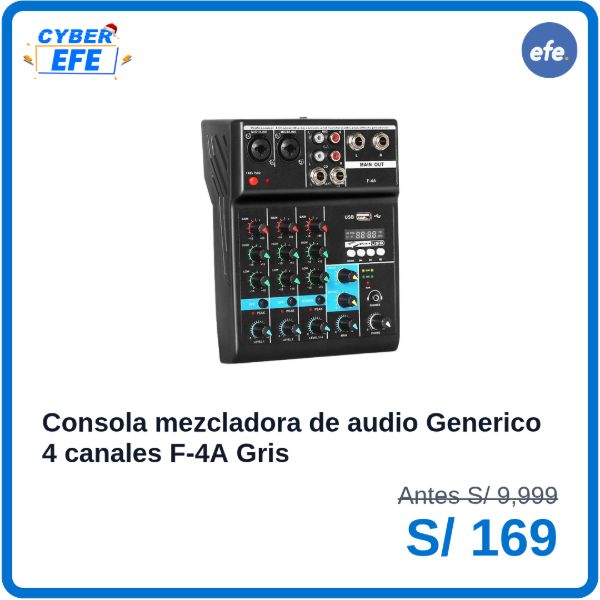 CYBER
EFE
efe.
MAIN OUT
F-4A
USB
Consola mezcladora de audio Generico
4 canales F-4A Gris
Antes S/ 9,999
S/ 169